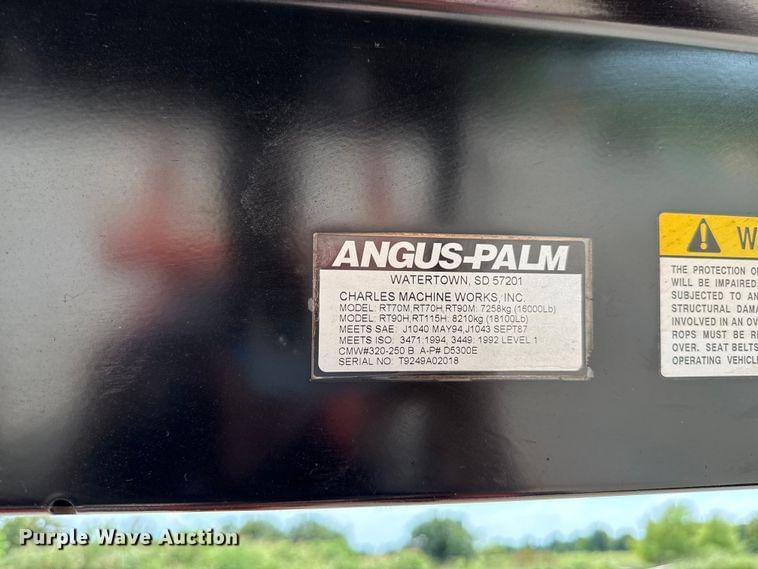 ANGUS-PALM
WATERTOWN, SD 57201
CHARLES MACHINE WORKS, INC.
MODEL: RT70M,RT70H,RT90M: 7258kg (16000Lb)
MODEL: RT90H,RT115H: 8210kg (18100Lb)
MEETS SAE: J1040 MAY94,J1043 SEPT87
MEETS ISO: 3471:1994, 3449: 1992 LEVEL 1
CMW#320-250 B A-P# D5300E
SERIAL NO: T9249A02018
W
THE PROTECTION OF
WILL BE IMPAIRED
SUBJECTED TO AN
STRUCTURAL DAMA
INVOLVED IN AN OV
ROPS MUST BE RE
OVER. SEAT BELTS
OPERATING VEHICLE
Purple Wave Auction